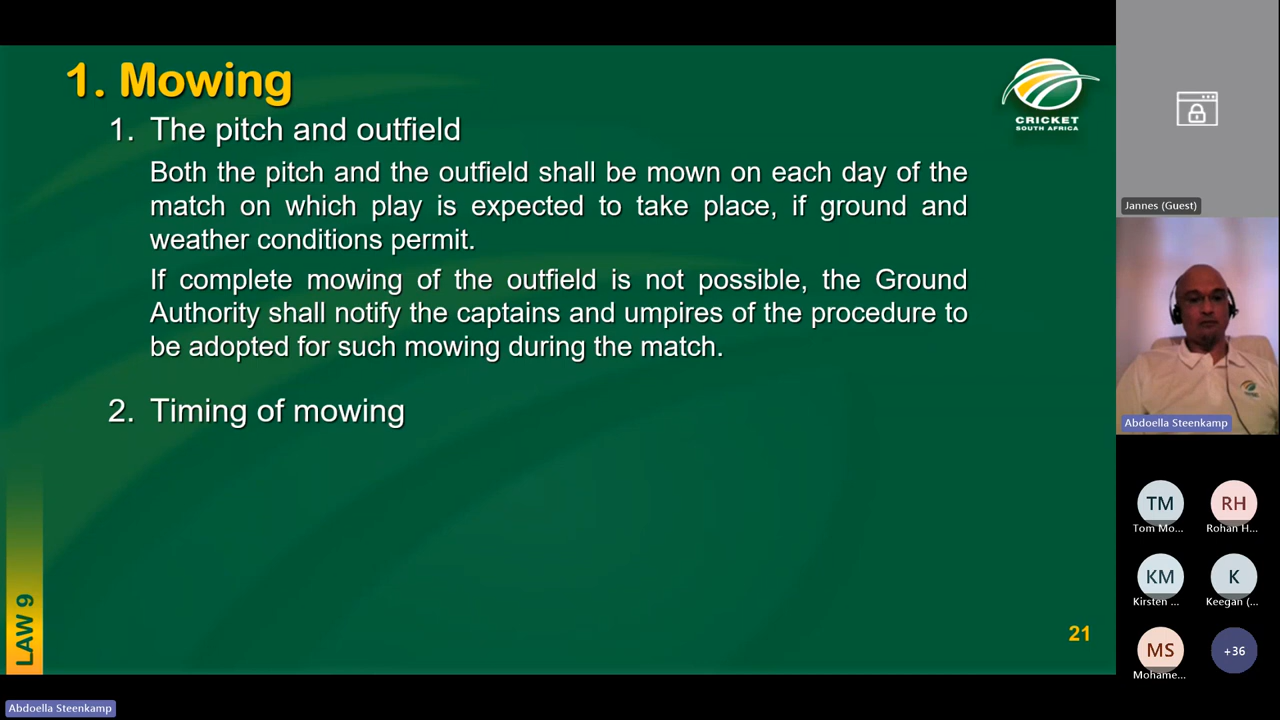 1. Mowing
CRICKET
SOUTH AFRICA
1. The pitch and outfield
Both the pitch and the outfield shall be mown on each day of the
match on which play is expected to take place, if ground and
weather conditions permit.
If complete mowing of the outfield is not possible, the Ground
Authority shall notify the captains and umpires of the procedure to
be adopted for such mowing during the match.
2. Timing of mowing
LAW 9
21
Abdoella Steenkamp
Jannes (Guest)
Abdoella Steenkamp
TM
Tom Mo...
RH
Rohan H...
KM
Kirsten ...
K
Keegan (...
MS
Mohame...
+36